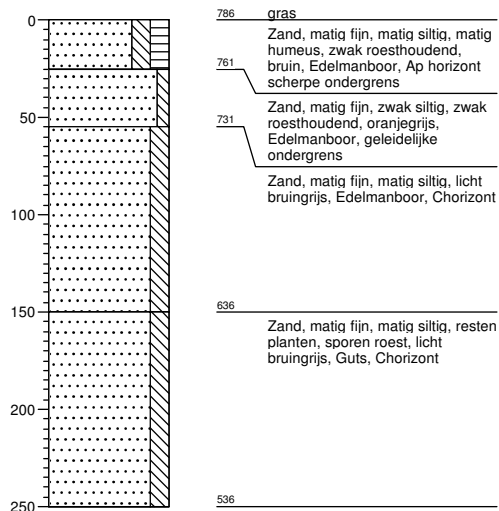 0
50
100
150
200
250
786
gras
Zand, matig fijn, matig siltig, matig
humeus, zwak roesthoudend,
bruin, Edelmanboor, Ap horizont
scherpe ondergrens
761
Zand, matig fijn, zwak siltig, zwak
roesthoudend, oranjegrijs,
Edelmanboor, geleidelijke
ondergrens
731
Zand, matig fijn, matig siltig, licht
bruingrijs, Edelmanboor, Chorizont
636
Zand, matig fijn, matig siltig, resten
planten, sporen roest, licht
bruingrijs, Guts, Chorizont
536